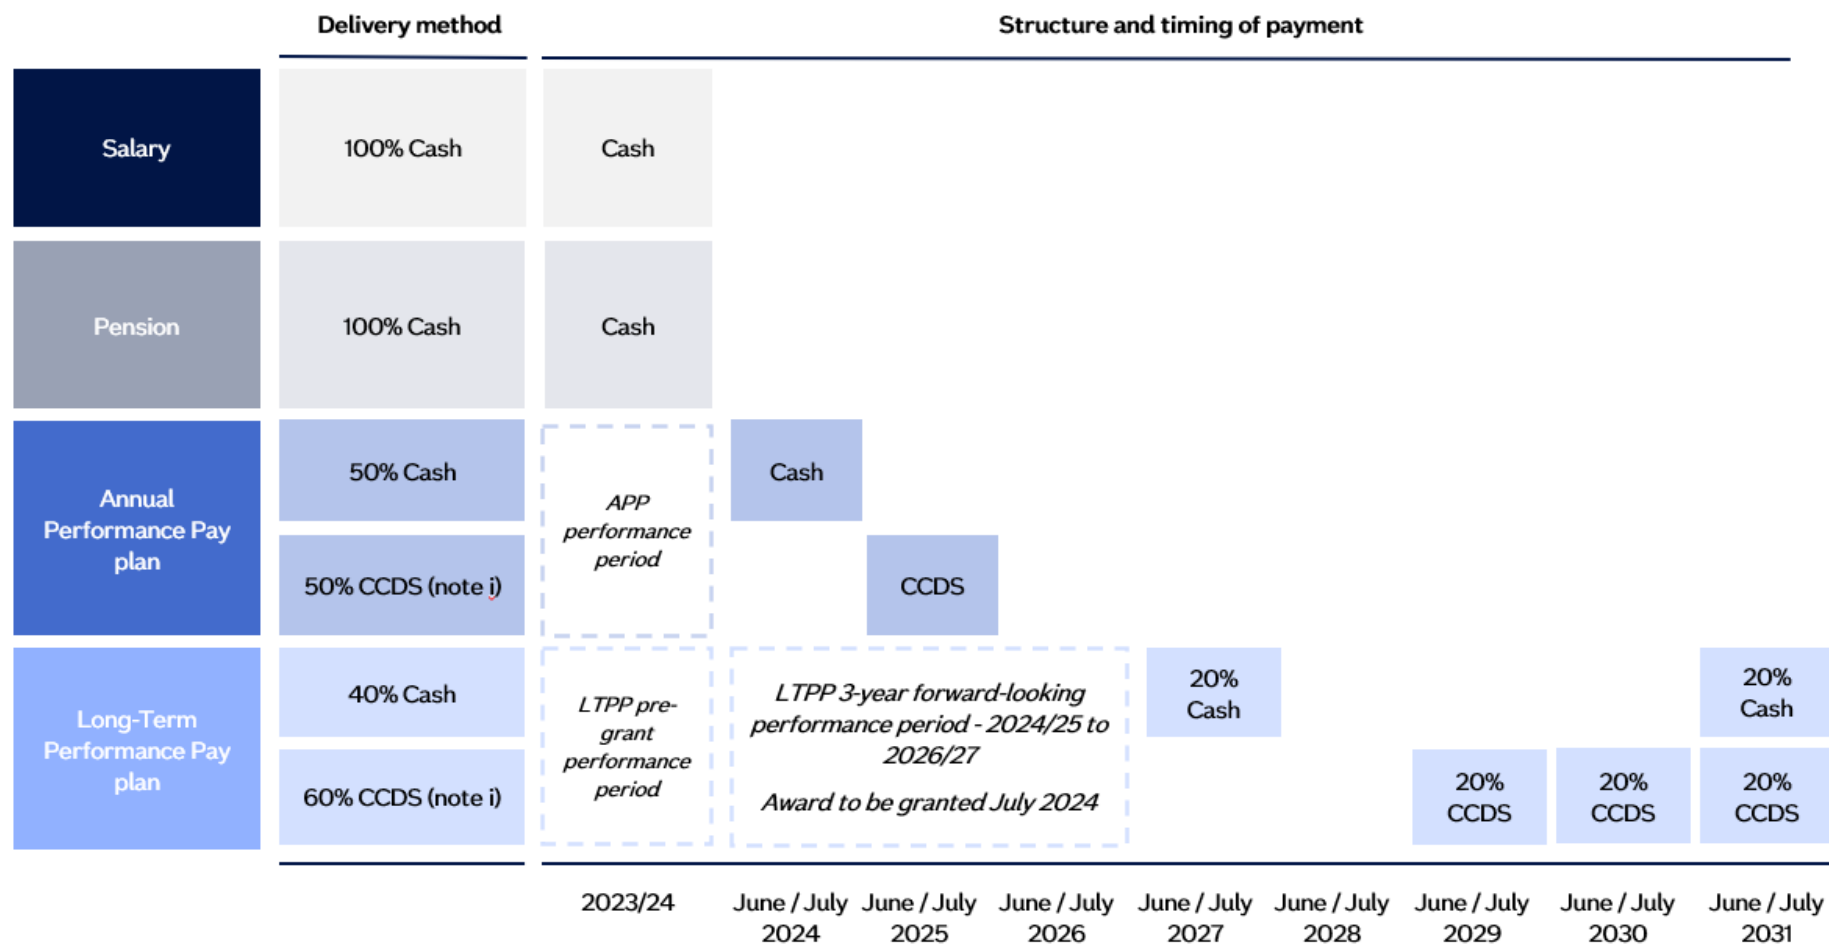 Delivery method
Structure and timing of payment
Salary
100% Cash
Cash
Pension
100% Cash
Cash
Annual
Performance Pay
plan
50% Cash
50% CCDS (note i)
APP
performance
period
Cash
CCDS
Long-Term
Performance Pay
plan
40% Cash
60% CCDS (note i)
LTPP pre-
grant
performance
period
LTPP 3-year forward-looking
performance period - 2024/25 to
2026/27
Award to be granted July 2024
20%
Cash
20%
Cash
20%
CCDS
20%
CCDS
20%
CCDS
2023/24
June / July
2024
June / July
2025
June / July
2026
June / July
2027
June / July
2028
June / July
2029
June / July
2030
June / July
2031